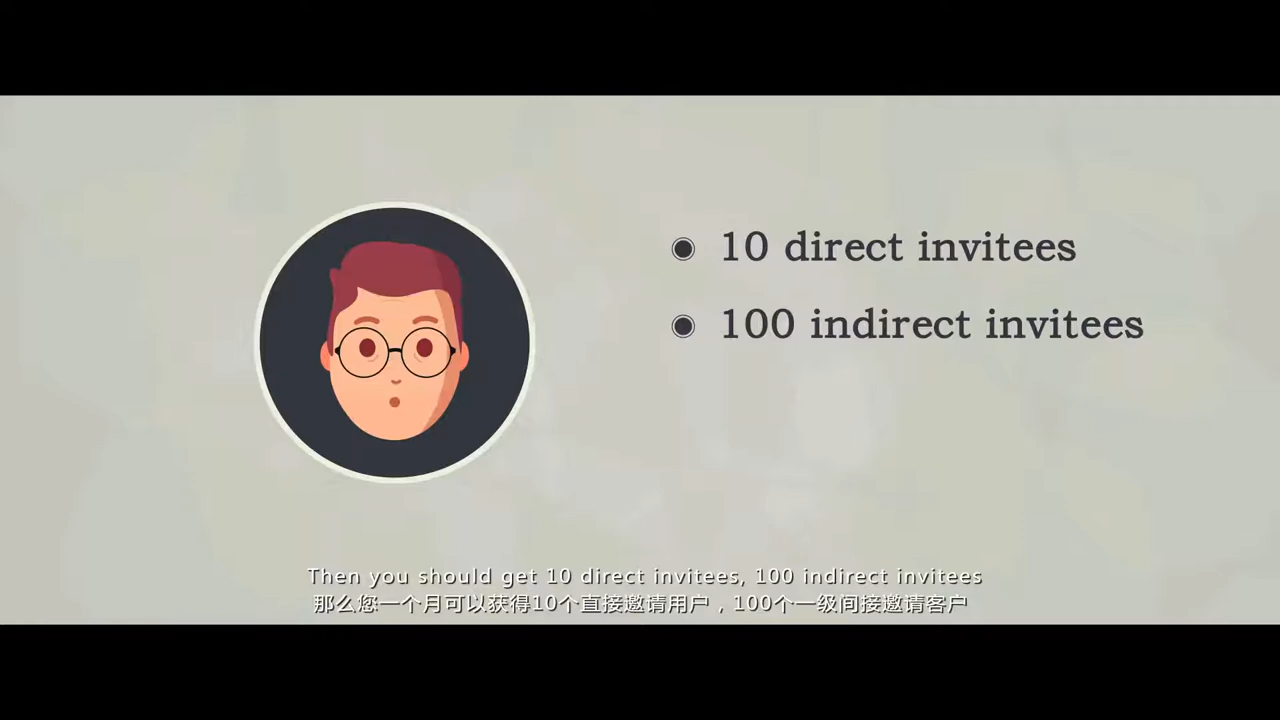 10 direct invitees
100 indirect invitees
Then you should get 10 direct invitees, 100 indirect invitees
那么您一个月可以获得10个直接邀请用户，100个一级间接邀请客户